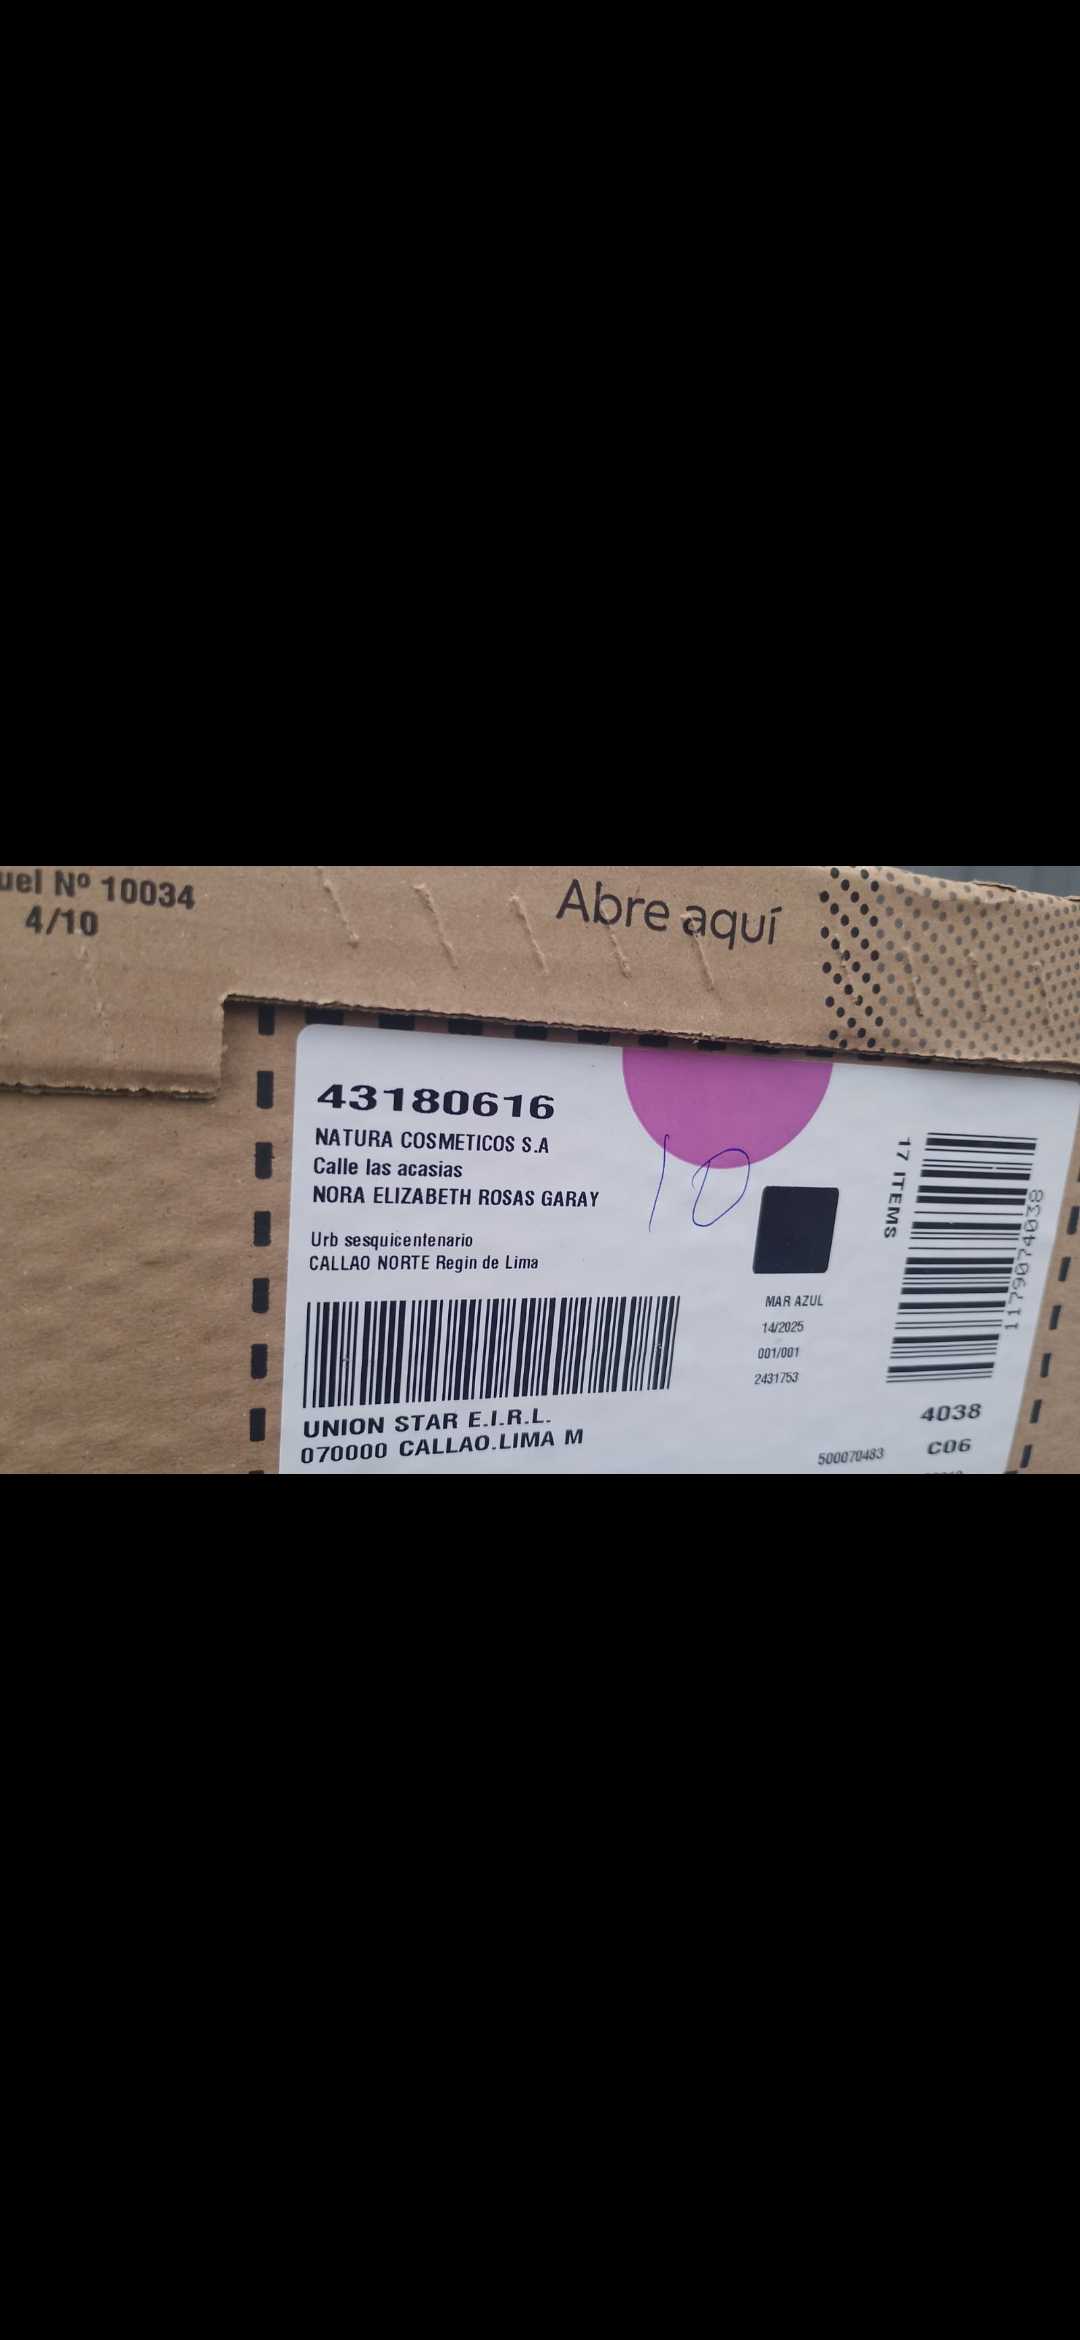 uel Nº 10034
4/10
Abre aquí
43180616
NATURA COSMETICOS S.A
Calle las acasias
NORA ELIZABETH ROSAS GARAY
Urb sesquicentenario
CALLAO NORTE Regin de Lima
10
UNION STAR E.I.R.L.
070000 CALLAO.LIMA M
MAR AZUL
14/2025
001/001
2431753
500070483
17 ITEMS
1179074038
4038
C06